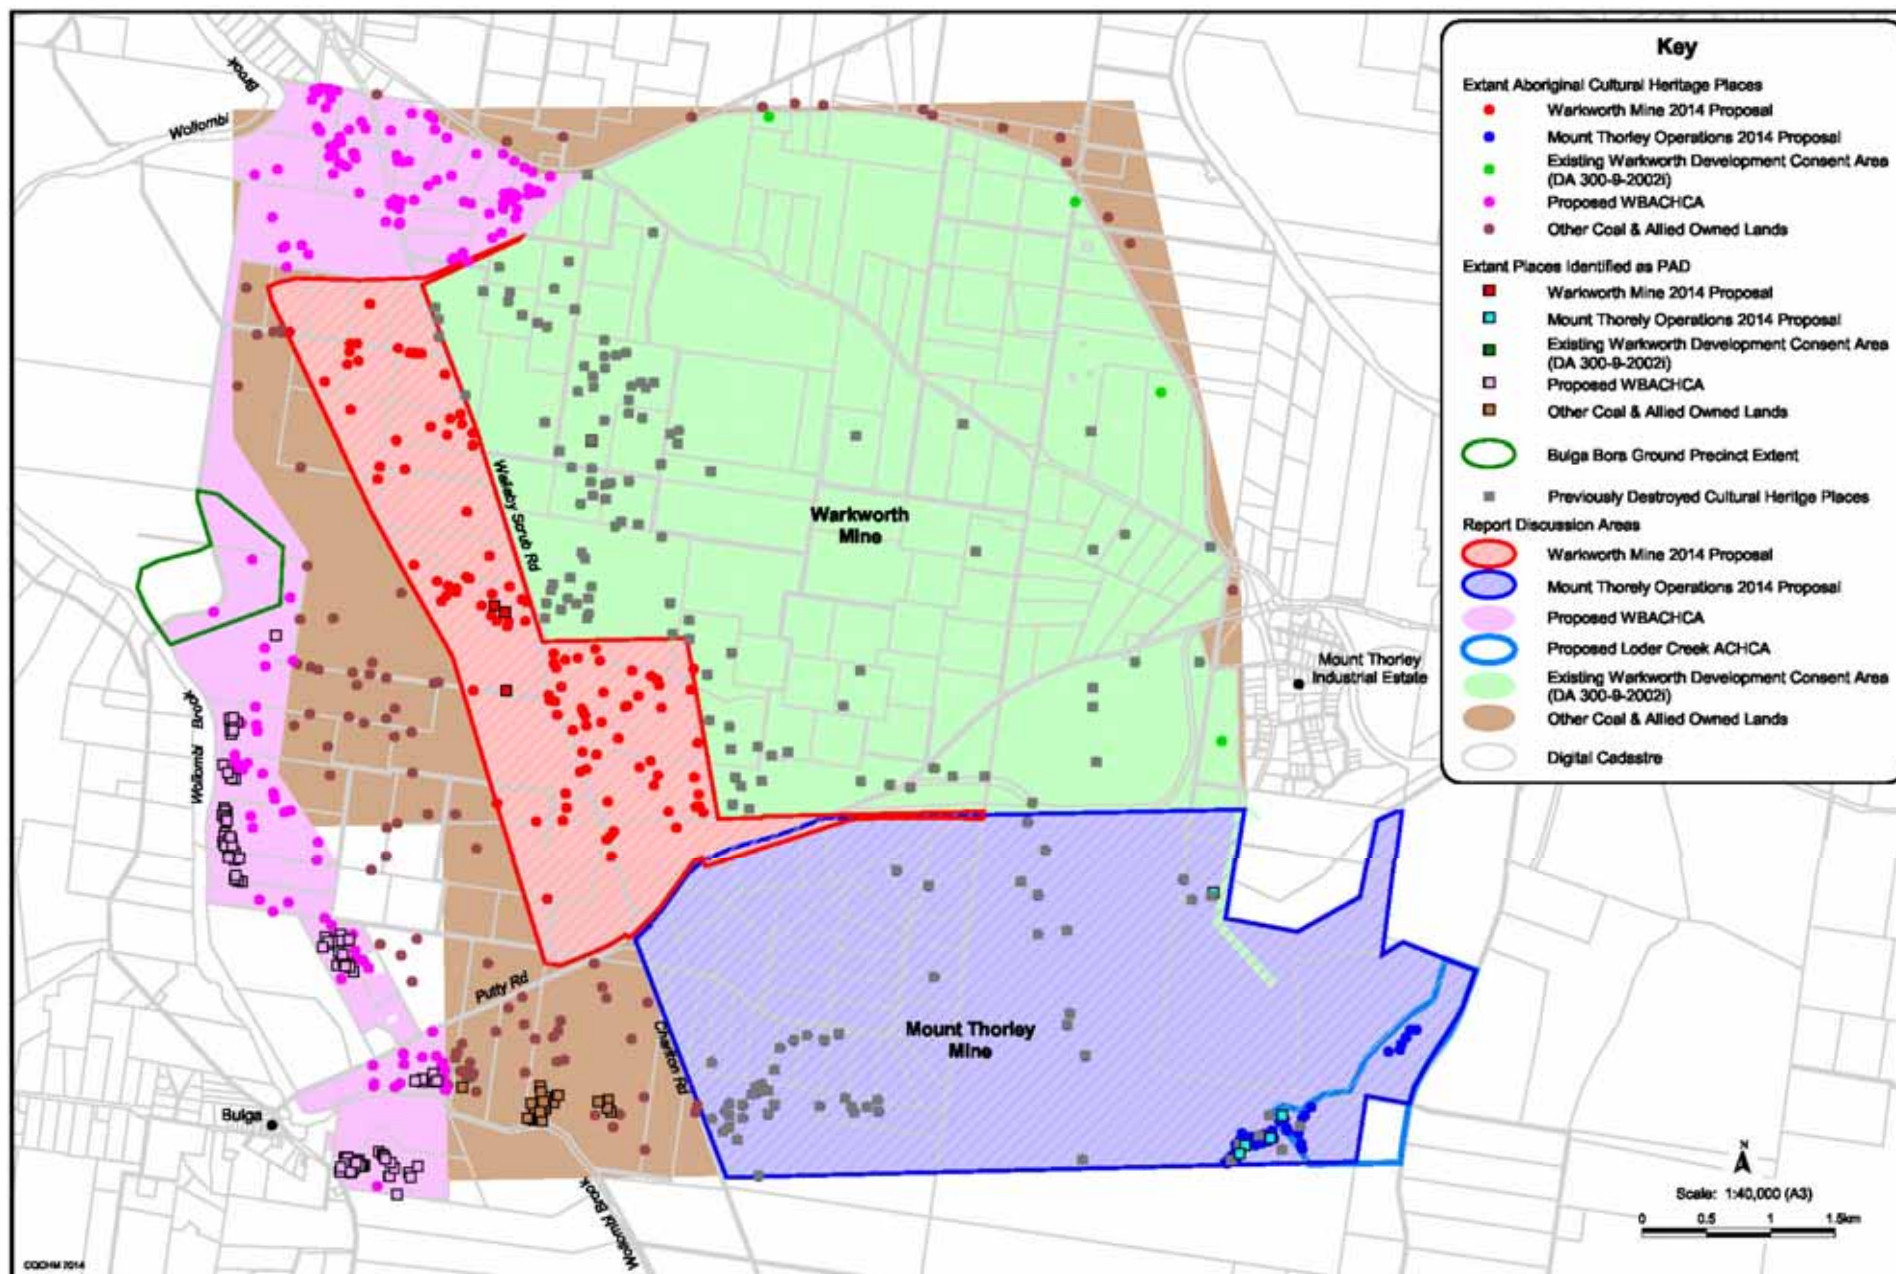 Brook
Wollombi
Wallaby Scrub Rd
Warkworth
Mine
Mount Thorley
Industrial Estate
Wollombi Brook
Putty Rd
Charlton Rd
Mount Thorley
Mine
Bulga
Wollombi Brook
CQCHM 2014
Key
Extant Aboriginal Cultural Heritage Places
Warkworth Mine 2014 Proposal
Mount Thorley Operations 2014 Proposal
Existing Warkworth Development Consent Area
(DA 300-9-2002i)
Proposed WBACHCA
Other Coal & Allied Owned Lands
Extant Places Identified as PAD
Warkworth Mine 2014 Proposal
Mount Thorely Operations 2014 Proposal
Existing Warkworth Development Consent Area
(DA 300-9-2002i)
Proposed WBACHCA
Other Coal & Allied Owned Lands
Bulga Bora Ground Precinct Extent
Previously Destroyed Cultural Heritge Places
Report Discussion Areas
Warkworth Mine 2014 Proposal
Mount Thorely Operations 2014 Proposal
Proposed WBACHCA
Proposed Loder Creek ACHCA
Existing Warkworth Development Consent Area
(DA 300-9-2002i)
Other Coal & Allied Owned Lands
Digital Cadastre
N
Scale: 1:40,000 (A3)
0 0.5 1 1.5km